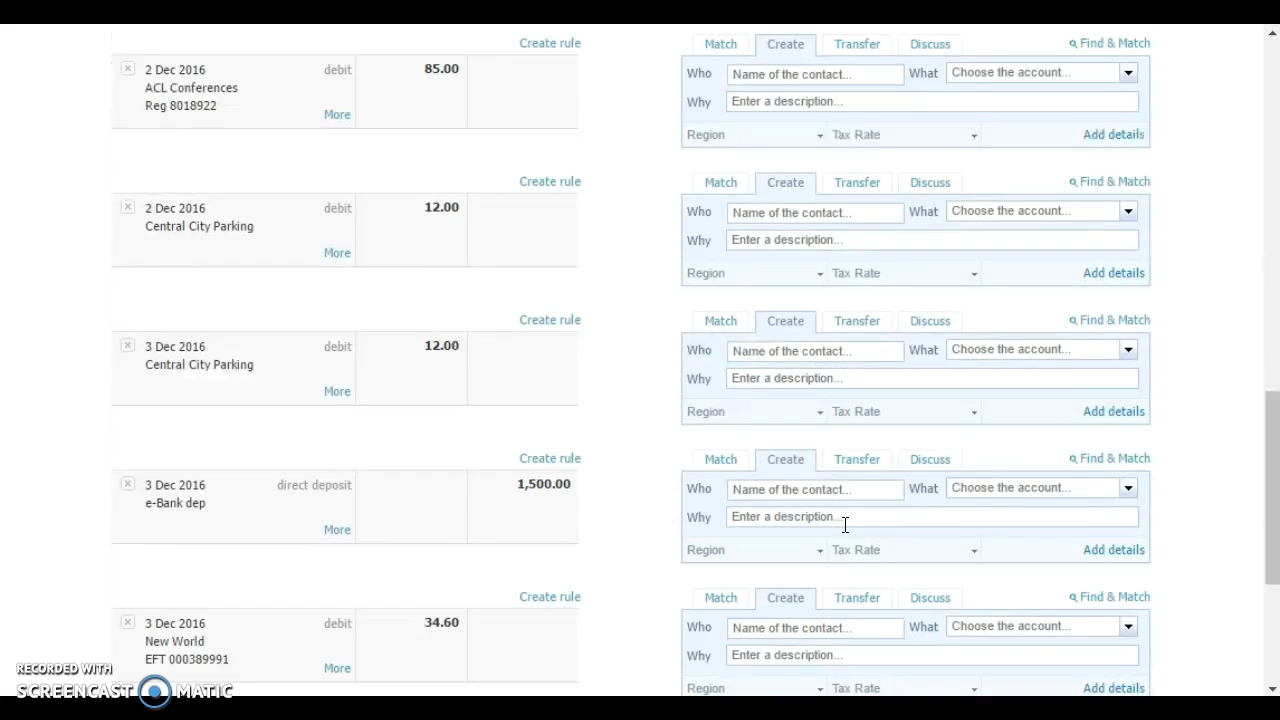 Create rule
Match Create Transfer Discuss Find & Match
2 Dec 2016 debit 85.00
ACL Conferences
Reg 8018922
More
Who Name of the contact... What Choose the account...
Why Enter a description...
Region Tax Rate Add details
Create rule
Match Create Transfer Discuss Find & Match
2 Dec 2016 debit 12.00
Central City Parking
More
Who Name of the contact... What Choose the account...
Why Enter a description...
Region Tax Rate Add details
Create rule
Match Create Transfer Discuss Find & Match
3 Dec 2016 debit 12.00
Central City Parking
More
Who Name of the contact... What Choose the account...
Why Enter a description...
Region Tax Rate Add details
Create rule
Match Create Transfer Discuss Find & Match
3 Dec 2016 direct deposit 1,500.00
e-Bank dep
More
Who Name of the contact... What Choose the account...
Why Enter a description...
Region Tax Rate Add details
Create rule
Match Create Transfer Discuss Find & Match
3 Dec 2016 debit 34.60
New World
EFT 000389991
More
Who Name of the contact... What Choose the account...
Why Enter a description...
Region Tax Rate Add details
RECORDED WITH
SCREENCAST MATIC